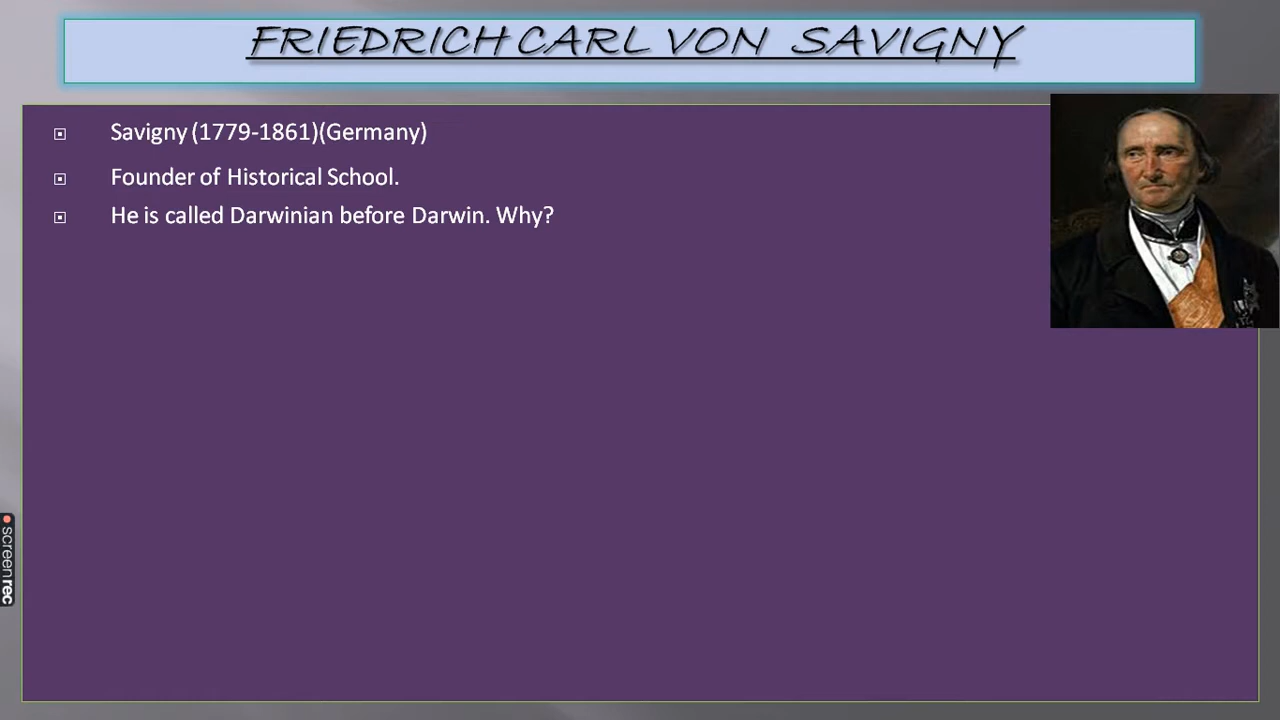 FRIEDRICH CARL VON SAVIGNY
Savigny (1779-1861)(Germany)
Founder of Historical School.
He is called Darwinian before Darwin. Why?
screenrec